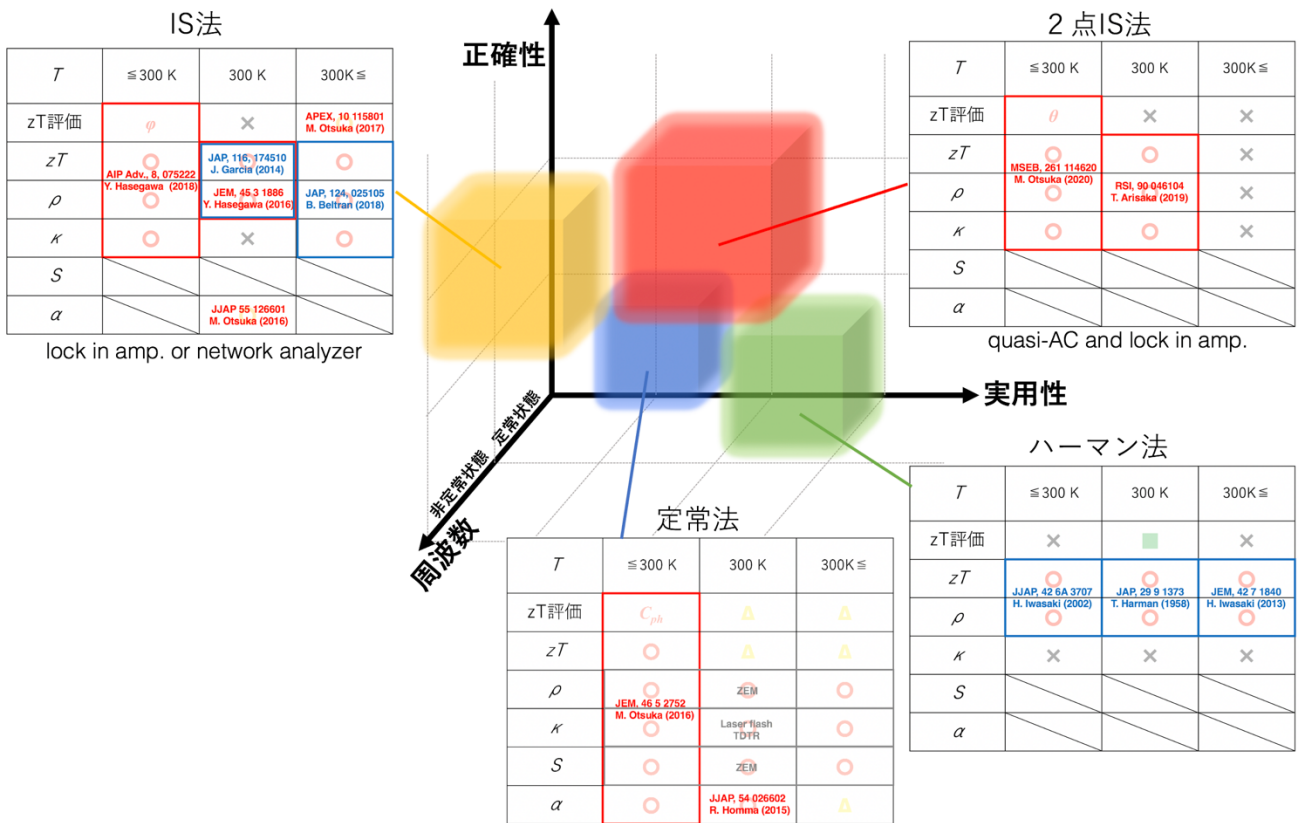 IS法
T ≦300 K 300 K 300K≦
zT評価 φ × APEX, 10 115801
M. Otsuka (2017)
zT
AIP Adv., 8, 075222
Y. Hasegawa (2018)
JAP, 116, 174510
J. Garcia (2014)
ρ
JEM, 45 3 1886
Y. Hasegawa (2016)
JAP, 124, 025105
B. Beltran (2018)
κ ○ × ○
S
α
JJAP 55 126601
M. Otsuka (2016)
lock in amp. or network analyzer
正確性
実用性
周波数
非定常状態 定常状態
2 点IS法
T ≦300 K 300 K 300K≦
zT評価 θ × ×
zT ○ ○ ×
MSEB, 261 114620
M. Otsuka (2020)
ρ ○ ○ ×
RSI, 90 046104
T. Arisaka (2019)
κ ○ ○ ×
S
α
quasi-AC and lock in amp.
定常法
T ≦300 K 300 K 300K≦
zT評価 Cph Δ Δ
zT ○ Δ Δ
ρ ○ ZEM ○
JEM, 46 5 2752
M. Otsuka (2016)
κ ○ Laser flash ○
TDTR
S ○ ZEM ○
α ○ JJAP, 54 026602 Δ
R. Homma (2015)
ハーマン法
T ≦300 K 300 K 300K≦
zT評価 × ■ ×
zT ○ ○ ○
JJAP, 42 6A 3707 JAP, 29 9 1373 JEM, 42 7 1840
H. Iwasaki (2002) T. Harman (1958) H. Iwasaki (2013)
ρ ○ ○ ○
κ × × ×
S
α